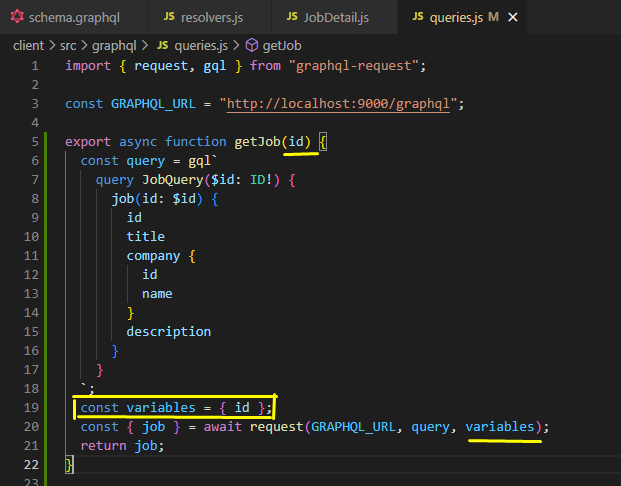 schema.graphql JS resolvers.js JS JobDetail.js JS queries.js M ×
client > src > graphql > JS queries.js > getJob
1 import { request, gql } from "graphql-request";
2
3 const GRAPHQL_URL = "http://localhost:9000/graphql";
4
5 export async function getJob(id) {
6 const query = gql`
7 query JobQuery($id: ID!) {
8 job(id: $id) {
9 id
10 title
11 company {
12 id
13 name
14 }
15 description
16 }
17 }
18 `;
19 const variables = { id };
20 const { job } = await request(GRAPHQL_URL, query, variables);
21 return job;
22 }
23